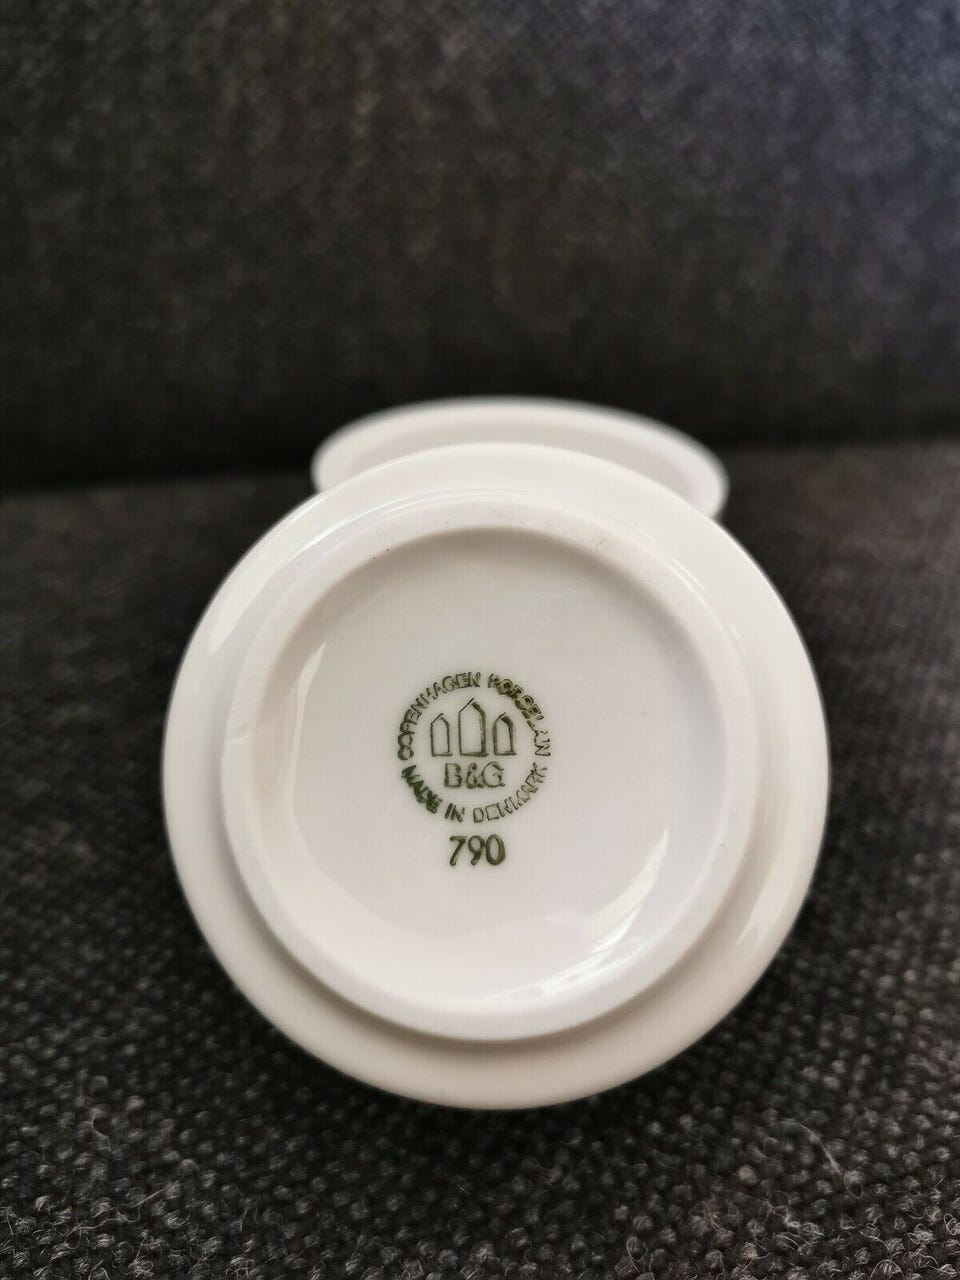 COPENHAGEN PORCELAIN
B&G
MADE IN DENMARK
790